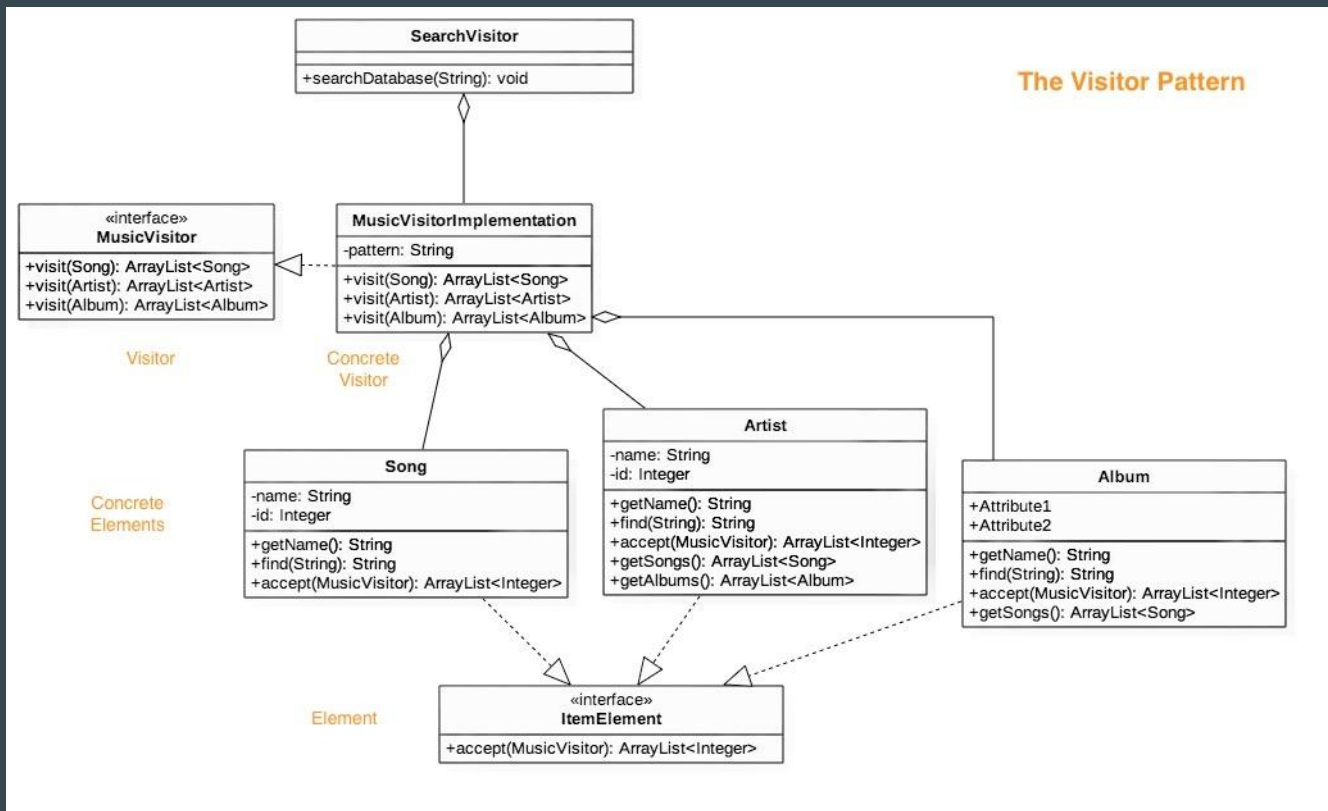 SearchVisitor
+searchDatabase(String): void
The Visitor Pattern
«interface»
MusicVisitor
+visit(Song): ArrayList<Song>
+visit(Artist): ArrayList<Artist>
+visit(Album): ArrayList<Album>
MusicVisitorImplementation
-pattern: String
+visit(Song): ArrayList<Song>
+visit(Artist): ArrayList<Artist>
+visit(Album): ArrayList<Album>
Visitor
Concrete
Visitor
Concrete
Elements
Song
-name: String
-id: Integer
+getName(): String
+find(String): String
+accept(MusicVisitor): ArrayList<Integer>
Artist
-name: String
-id: Integer
+getName(): String
+find(String): String
+accept(MusicVisitor): ArrayList<Integer>
+getSongs(): ArrayList<Song>
+getAlbums(): ArrayList<Album>
Album
+Attribute1
+Attribute2
+getName(): String
+find(String): String
+accept(MusicVisitor): ArrayList<Integer>
+getSongs(): ArrayList<Song>
Element
«interface»
ItemElement
+accept(MusicVisitor): ArrayList<Integer>